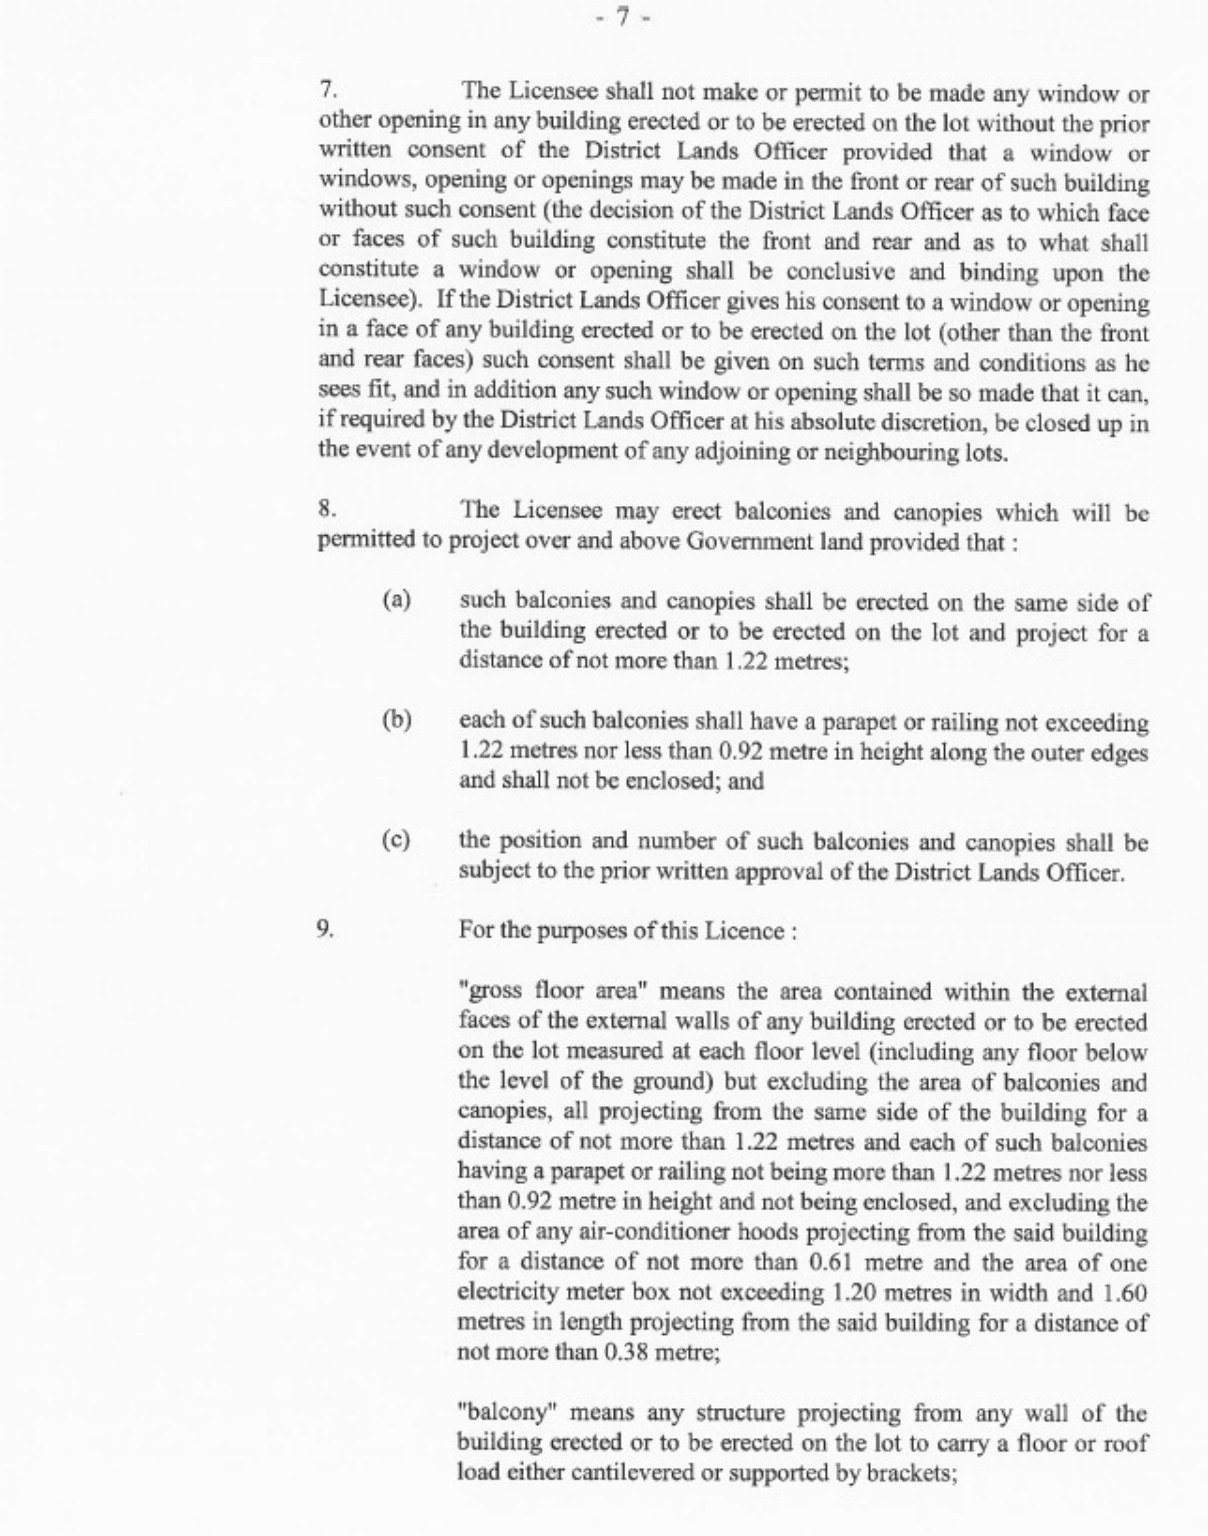 - 7 -
7. The Licensee shall not make or permit to be made any window or
other opening in any building erected or to be erected on the lot without the prior
written consent of the District Lands Officer provided that a window or
windows, opening or openings may be made in the front or rear of such building
without such consent (the decision of the District Lands Officer as to which face
or faces of such building constitute the front and rear and as to what shall
constitute a window or opening shall be conclusive and binding upon the
Licensee). If the District Lands Officer gives his consent to a window or opening
in a face of any building erected or to be erected on the lot (other than the front
and rear faces) such consent shall be given on such terms and conditions as he
sees fit, and in addition any such window or opening shall be so made that it can,
if required by the District Lands Officer at his absolute discretion, be closed up in
the event of any development of any adjoining or neighbouring lots.
8. The Licensee may erect balconies and canopies which will be
permitted to project over and above Government land provided that :
(a) such balconies and canopies shall be erected on the same side of
the building erected or to be erected on the lot and project for a
distance of not more than 1.22 metres;
(b) each of such balconies shall have a parapet or railing not exceeding
1.22 metres nor less than 0.92 metre in height along the outer edges
and shall not be enclosed; and
(c) the position and number of such balconies and canopies shall be
subject to the prior written approval of the District Lands Officer.
9. For the purposes of this Licence :
"gross floor area" means the area contained within the external
faces of the external walls of any building erected or to be erected
on the lot measured at each floor level (including any floor below
the level of the ground) but excluding the area of balconies and
canopies, all projecting from the same side of the building for a
distance of not more than 1.22 metres and each of such balconies
having a parapet or railing not being more than 1.22 metres nor less
than 0.92 metre in height and not being enclosed, and excluding the
area of any air-conditioner hoods projecting from the said building
for a distance of not more than 0.61 metre and the area of one
electricity meter box not exceeding 1.20 metres in width and 1.60
metres in length projecting from the said building for a distance of
not more than 0.38 metre;
"balcony" means any structure projecting from any wall of the
building erected or to be erected on the lot to carry a floor or roof
load either cantilevered or supported by brackets;